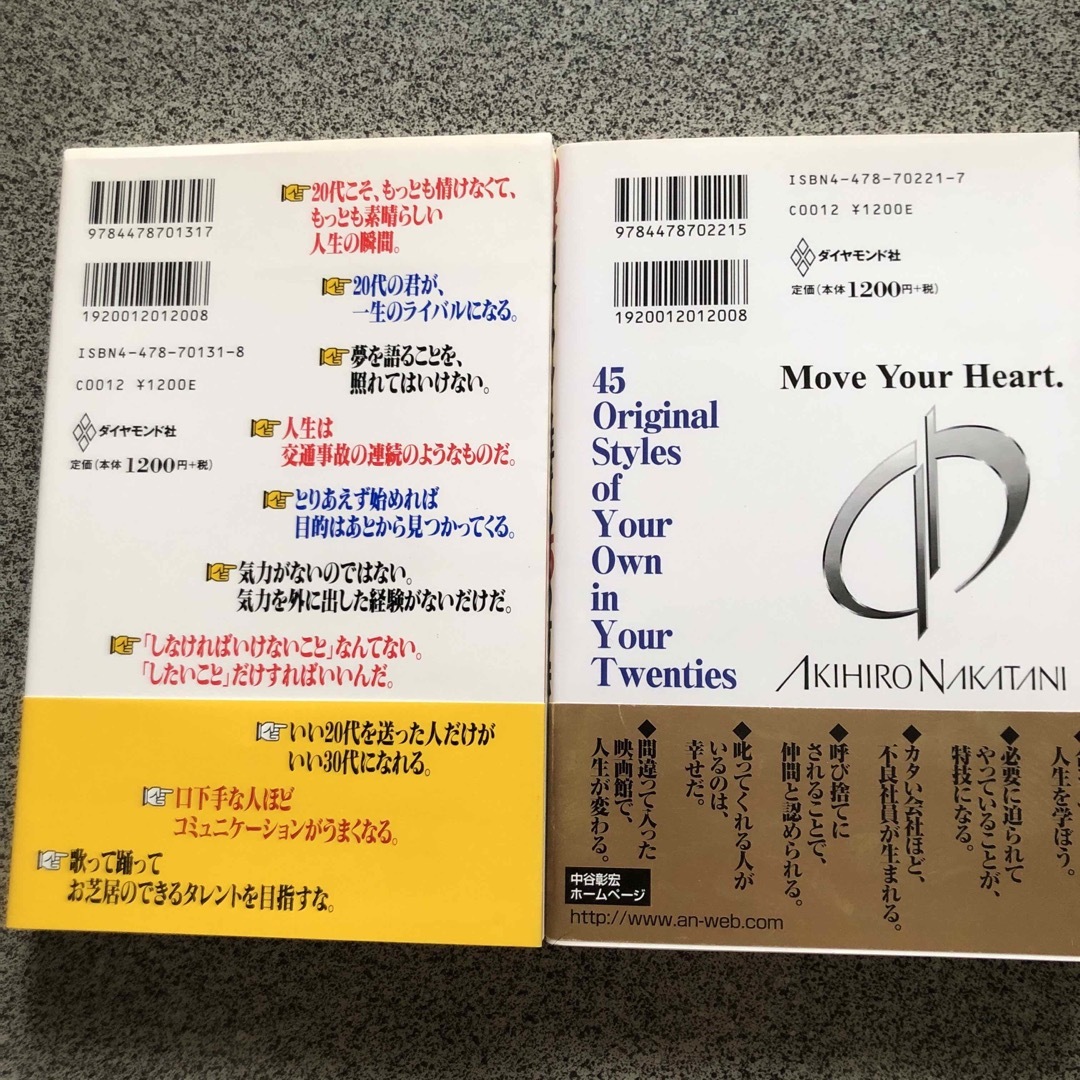 9784478701317
1920012012008
ISBN4-478-70131-8
C0012 ¥1200E
ダイヤモンド社
定価(本体1200円+税)
20代こそ、もっとも情けなくて、
もっとも素晴らしい
人生の瞬間。
20代の君が、
一生のライバルになる。
夢を語ることを、
照れてはいけない。
人生は
交通事故の連続のようなものだ。
とりあえず始めれば
目的はあとから見つかってくる。
気力がないのではない。
気力を外に出した経験がないだけだ。
「しなければいけないこと」なんてない。
「したいこと」だけすればいいんだ。
いい20代を送った人だけが
いい30代になれる。
口下手な人ほど
コミュニケーションがうまくなる。
歌って踊って
お芝居のできるタレントを目指すな。
9784478702215
1920012012008
ISBN4-478-70221-7
C0012 ¥1200E
ダイヤモンド社
定価(本体1200円+税)
45
Original
Styles
of
Your
Own
in
Your
Twenties
Move Your Heart.
AKIHIRO NAKATANI
人生を学ぼう。
◆必要に迫られて
やっていることが、
特技になる。
◆カタい会社ほど、
不良社員が生まれる。
◆呼び捨てに
されることで、
仲間と認められる。
◆叱ってくれる人が
いるのは、
幸せだ。
◆間違って入った
映画館で、
人生が変わる。
中谷彰宏
ホームページ
http://www.an-web.com